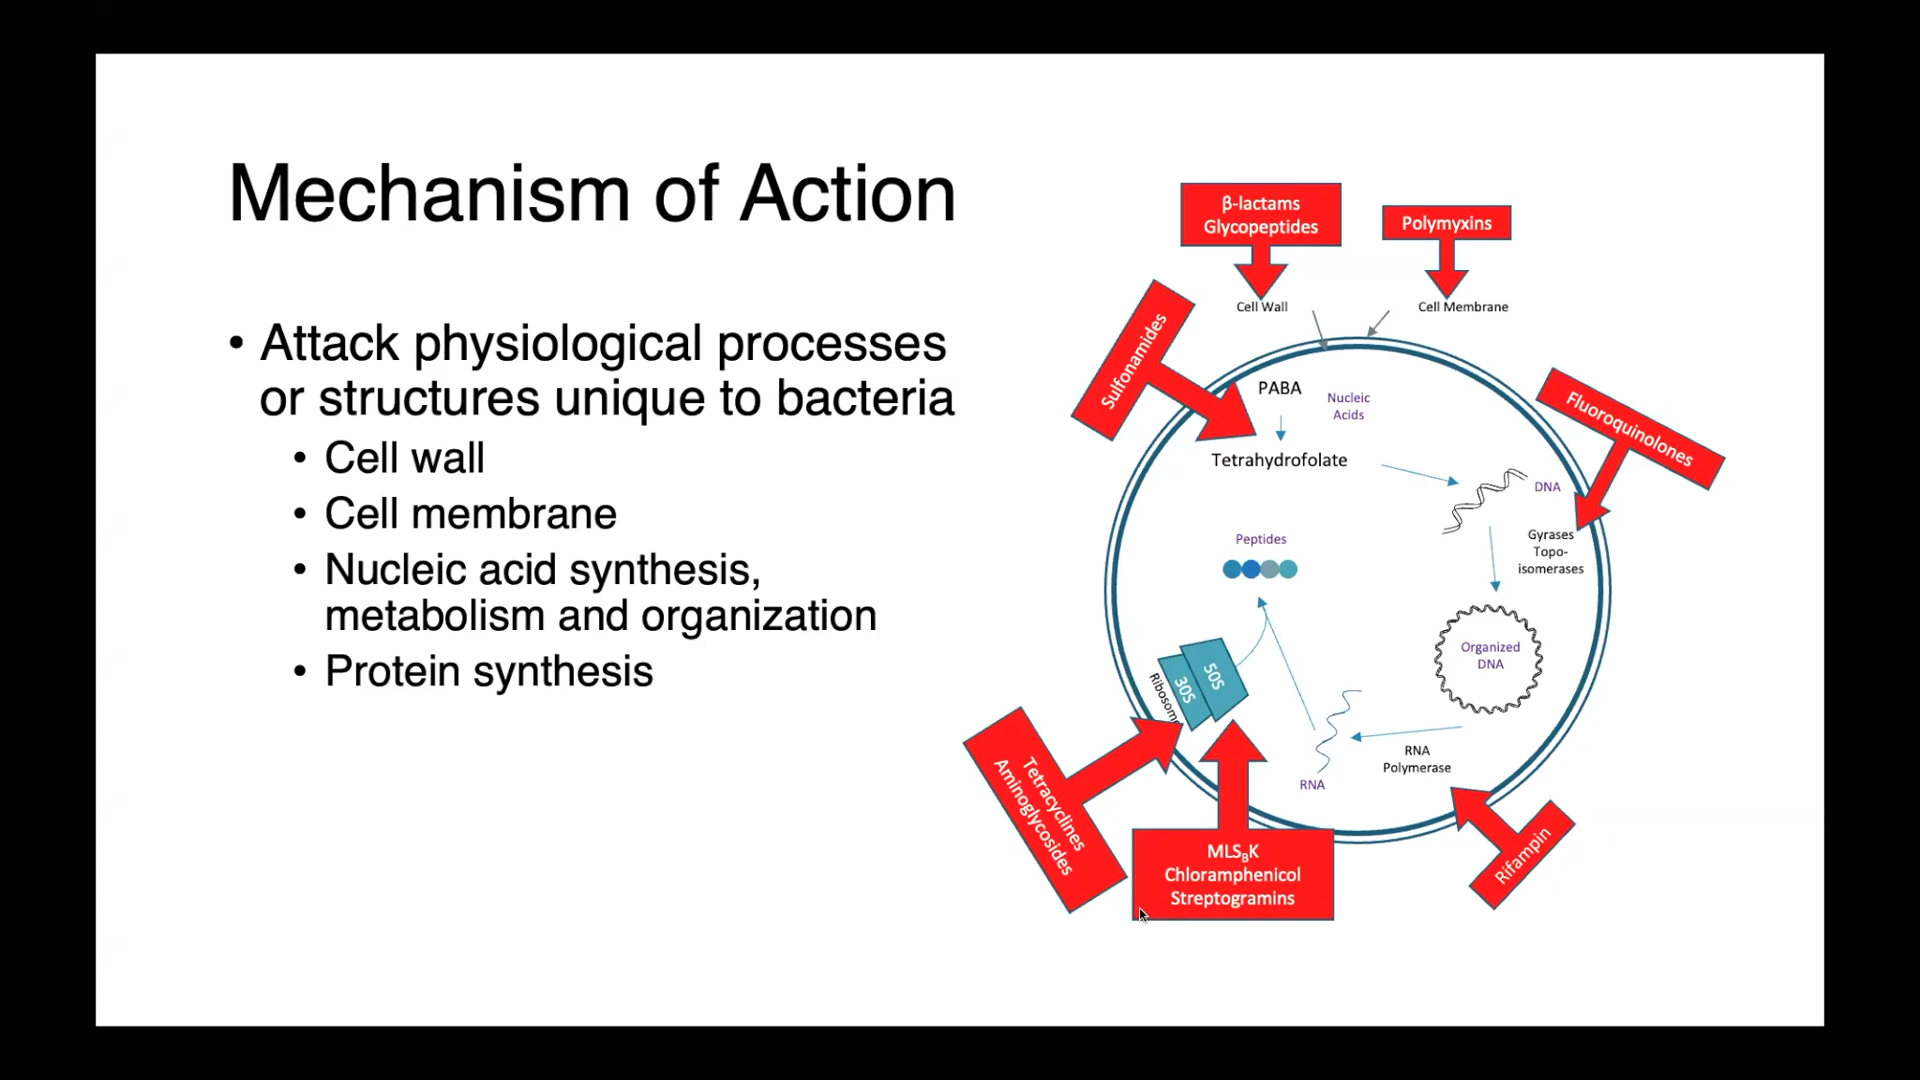 Mechanism of Action
• Attack physiological processes
or structures unique to bacteria
• Cell wall
• Cell membrane
• Nucleic acid synthesis,
metabolism and organization
• Protein synthesis
β-lactams
Glycopeptides
Polymyxins
Cell Wall
Cell Membrane
Sulfonamides
PABA
Nucleic
Acids
Tetrahydrofolate
Fluoroquinolones
DNA
Gyrases
Topo-
isomerases
Peptides
Organized
DNA
50S
30S
Ribosome
RNA
Polymerase
RNA
Tetracyclines
Aminoglycosides
MLSBK
Chloramphenicol
Streptogramins
Rifampin